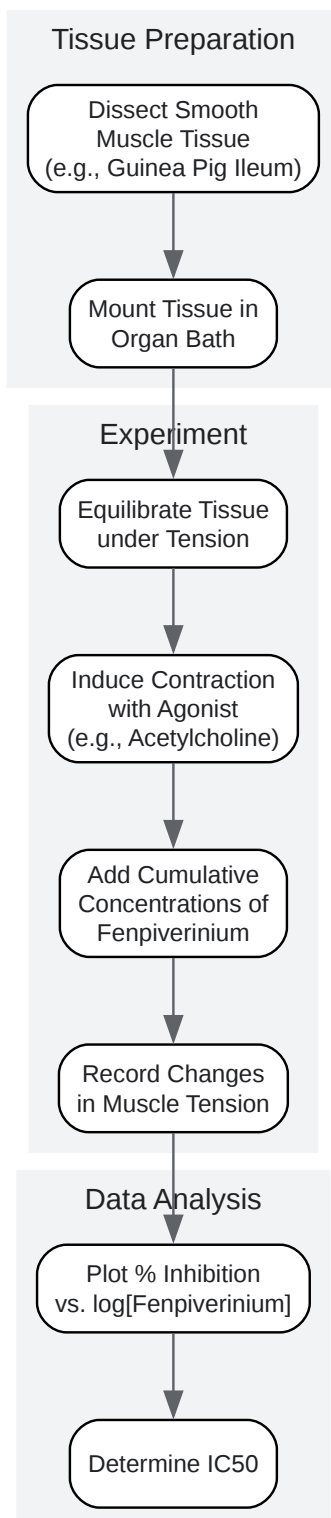 Tissue Preparation
Dissect Smooth
Muscle Tissue
(e.g., Guinea Pig Ileum)
Mount Tissue in
Organ Bath
Experiment
Equilibrate Tissue
under Tension
Induce Contraction
with Agonist
(e.g., Acetylcholine)
Add Cumulative
Concentrations of
Fenpiverinium
Record Changes
in Muscle Tension
Data Analysis
Plot % Inhibition
vs. log[Fenpiverinium]
Determine IC50